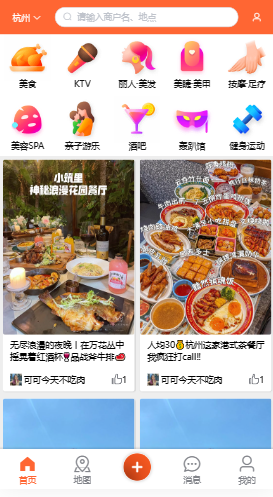 杭州
请输入商户名、地点
美食
KTV
丽人·美发
美睫·美甲
按摩·足疗
美容SPA
亲子游乐
酒吧
轰趴馆
健身运动
小筑里
神秘浪漫花园餐厅
无尽浪漫的夜晚丨在万花丛中
摇晃着红酒杯🍷品战斧牛排🥩
可可今天不吃肉
1
人均30💰杭州这家港式茶餐厅
我疯狂打call‼️
可可今天不吃肉
1
首页
地图
消息
我的